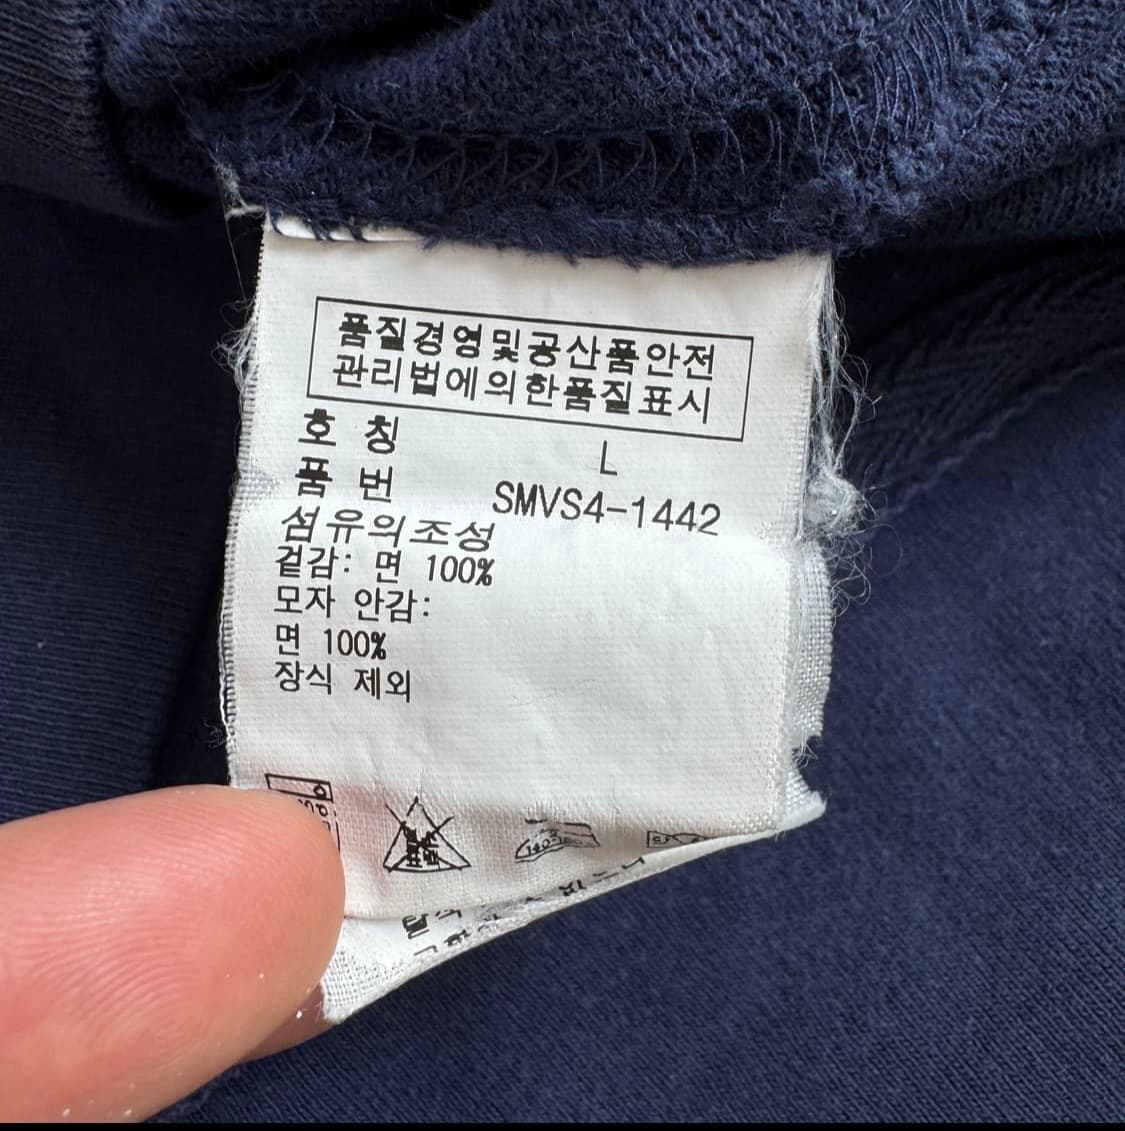 품질경영및공산품안전
관리법에의한품질표시
호 칭 L
품 번 SMVS4-1442
섬유의조성
겉감: 면 100%
모자 안감:
면 100%
장식 제외
표백